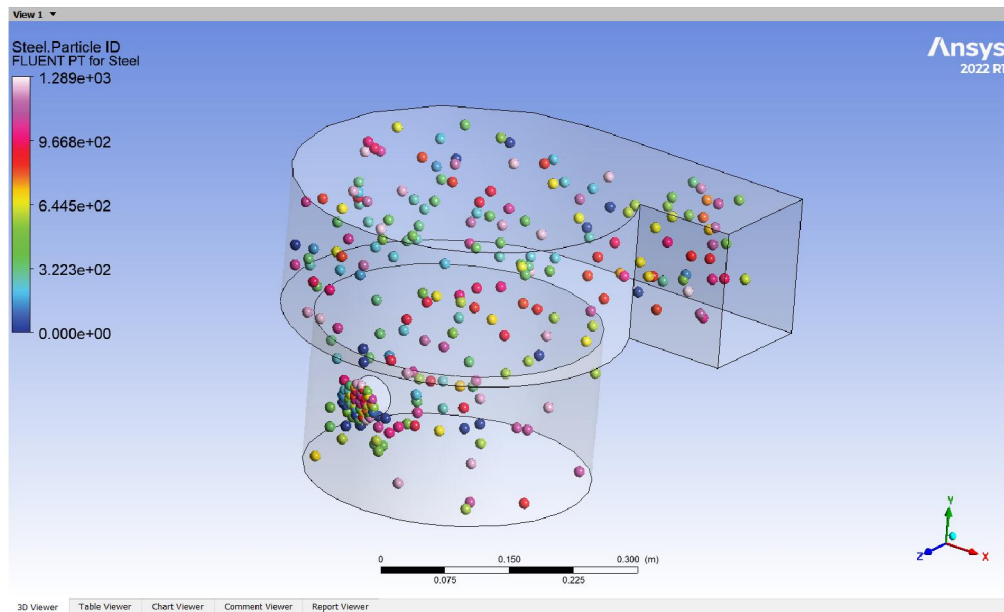 View 1
Steel.Particle ID
FLUENT PT for Steel
1.289e+03
9.668e+02
6.445e+02
3.223e+02
0.000e+00
Ansys
2022 R1
0 0.150 0.300 (m)
0.075 0.225
Y
Z X
3D Viewer Table Viewer Chart Viewer Comment Viewer Report Viewer